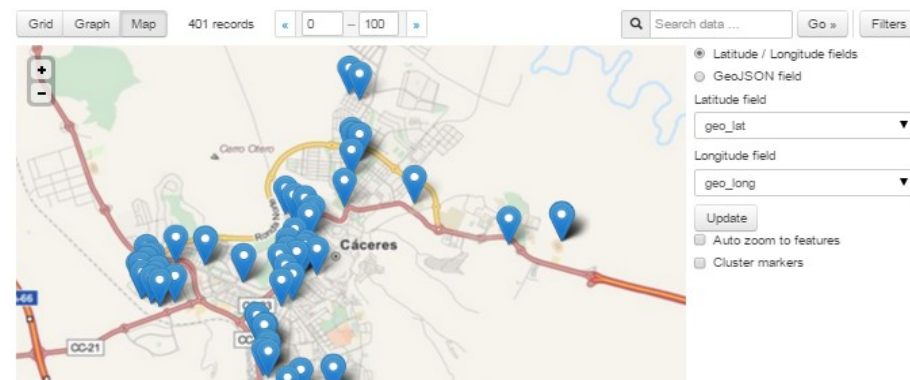 Grid Graph Map 401 records « 0 – 100 » Search data ... Go » Filters
+
-
Latitude / Longitude fields
GeoJSON field
Latitude field
geo_lat
Longitude field
geo_long
Update
Auto zoom to features
Cluster markers
Cerro Otero
Ronda Norte
Cáceres
A-66
CC-21